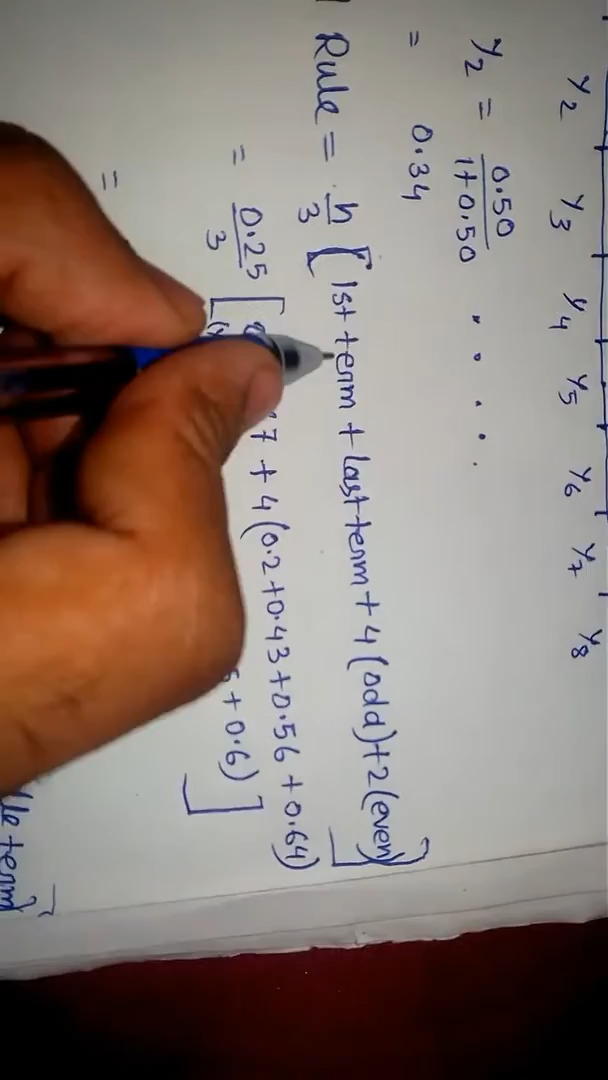 y2 y3 y4 y5 y6 y7 y8
y2 = 0.50/1+0.50 . . . . .
= 0.34
Rule = h/3 [1st term + last term + 4 (odd) + 2 (even)]
= 0.25/3 [ 7 + 4(0.2+0.43+0.56+0.64)
+ 0.6)]
=
term